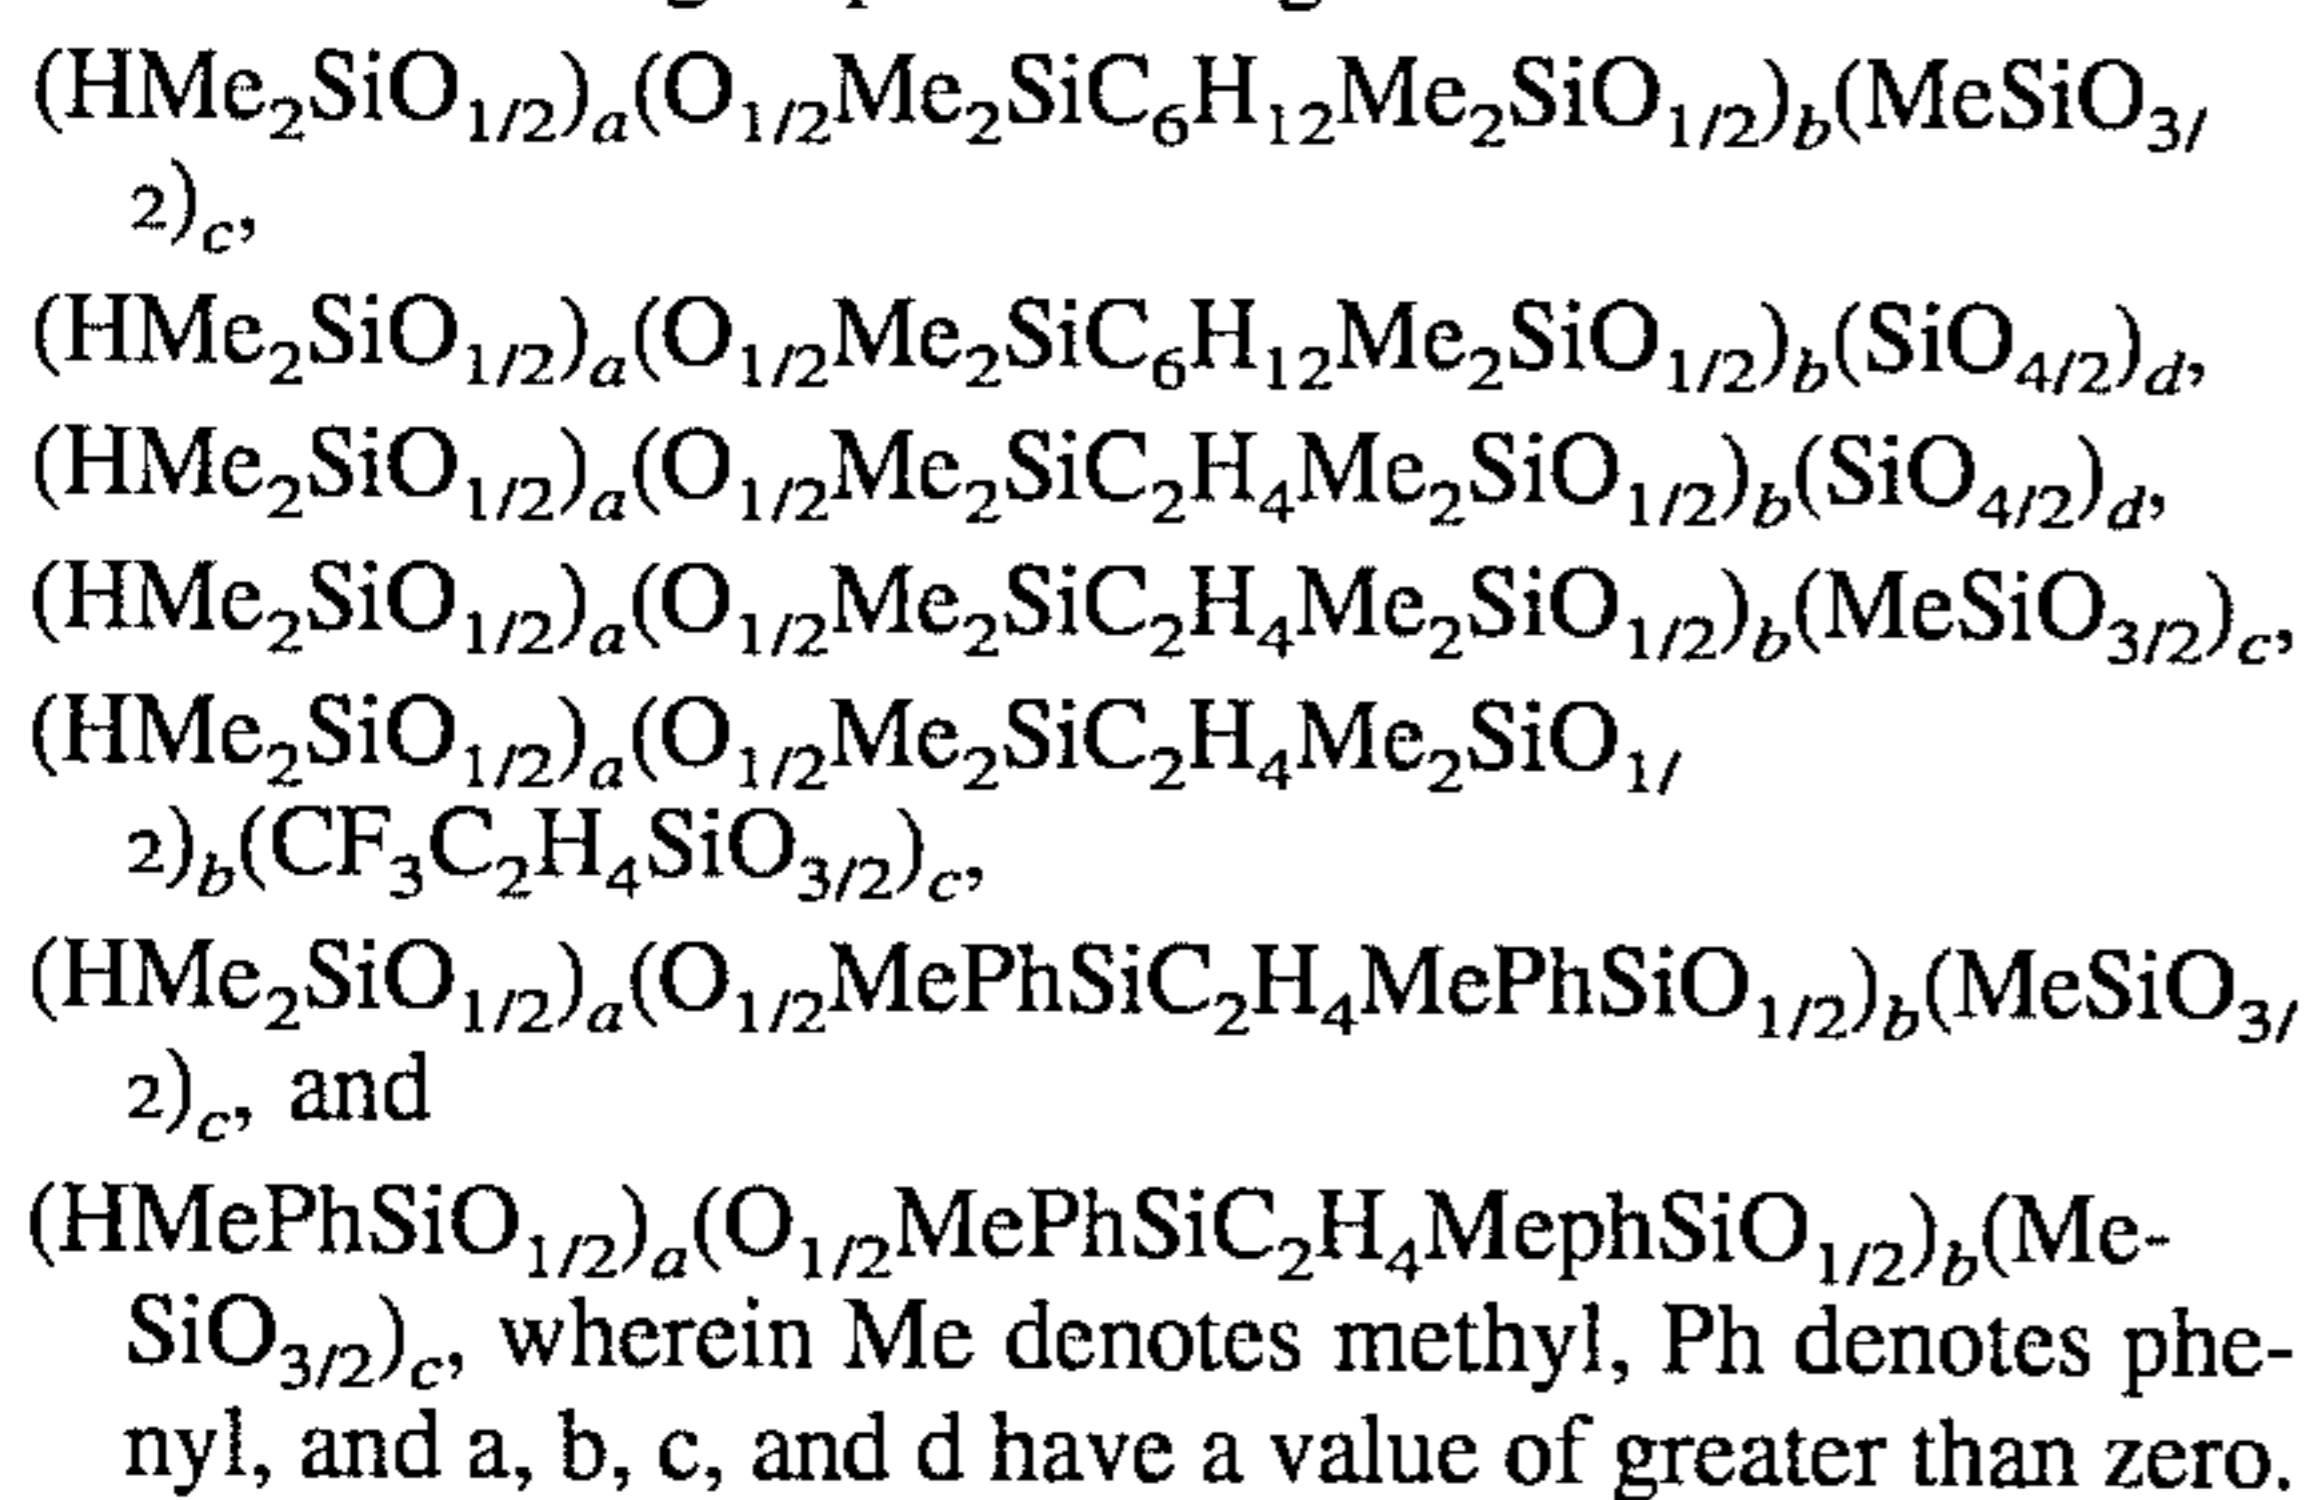 (HMe₂SiO₁/₂)ₐ(O₁/₂Me₂SiC₆H₁₂Me₂SiO₁/₂)b(MeSiO₃/
₂)c,
(HMe₂SiO₁/₂)ₐ(O₁/₂Me₂SiC₆H₁₂Me₂SiO₁/₂)b(SiO₄/₂)d,
(HMe₂SiO₁/₂)ₐ(O₁/₂Me₂SiC₂H₄Me₂SiO₁/₂)b(SiO₄/₂)d,
(HMe₂SiO₁/₂)ₐ(O₁/₂Me₂SiC₂H₄Me₂SiO₁/₂)b(MeSiO₃/₂)c,
(HMe₂SiO₁/₂)ₐ(O₁/₂Me₂SiC₂H₄Me₂SiO₁/
₂)b(CF₃C₂H₄SiO₃/₂)c,
(HMe₂SiO₁/₂)ₐ(O₁/₂MePhSiC₂H₄MePhSiO₁/₂)b(MeSiO₃/
₂)c, and
(HMePhSiO₁/₂)ₐ(O₁/₂MePhSiC₂H₄MephSiO₁/₂)b(Me-
SiO₃/₂)c, wherein Me denotes methyl, Ph denotes phe-
nyl, and a, b, c, and d have a value of greater than zero.